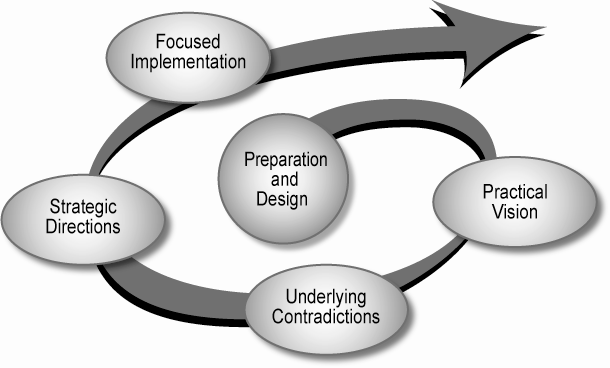 Focused
Implementation
Preparation
and
Design
Practical
Vision
Strategic
Directions
Underlying
Contradictions